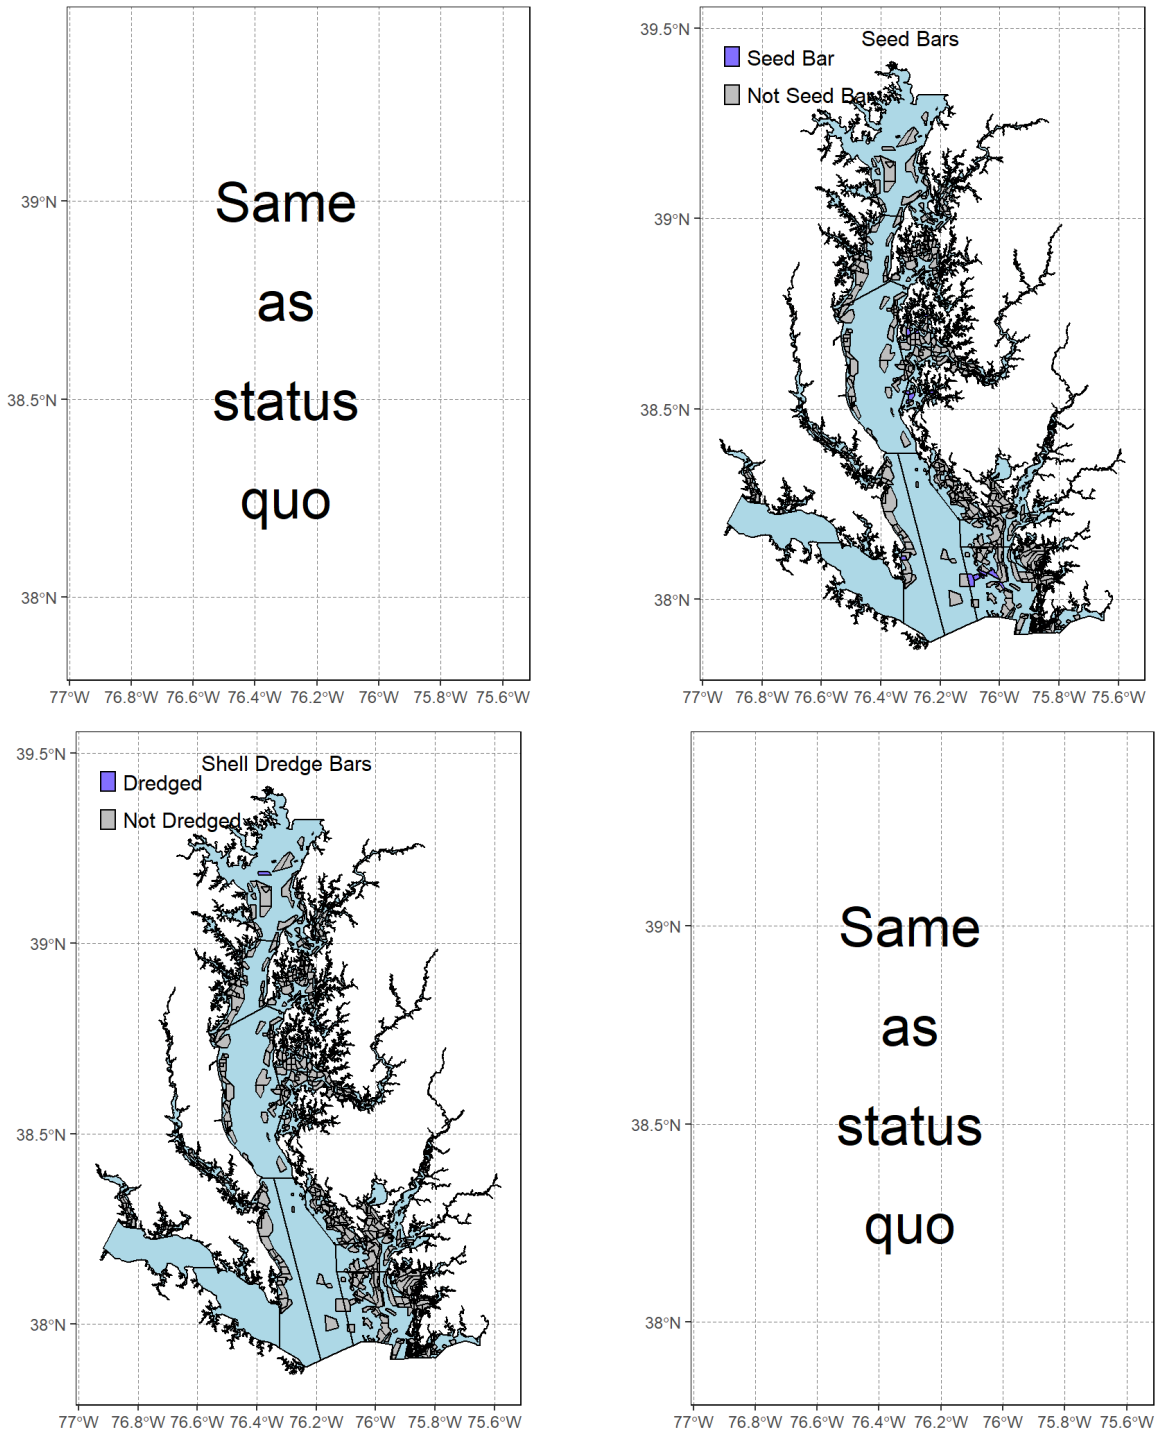 Same
as
status
quo
39°N
38.5°N
38°N
77°W 76.8°W 76.6°W 76.4°W 76.2°W 76°W 75.8°W 75.6°W
Seed Bars
Seed Bar
Not Seed Bar
39.5°N
39°N
38.5°N
38°N
77°W 76.8°W 76.6°W 76.4°W 76.2°W 76°W 75.8°W 75.6°W
Shell Dredge Bars
Dredged
Not Dredged
39.5°N
39°N
38.5°N
38°N
77°W 76.8°W 76.6°W 76.4°W 76.2°W 76°W 75.8°W 75.6°W
Same
as
status
quo
39°N
38.5°N
38°N
77°W 76.8°W 76.6°W 76.4°W 76.2°W 76°W 75.8°W 75.6°W